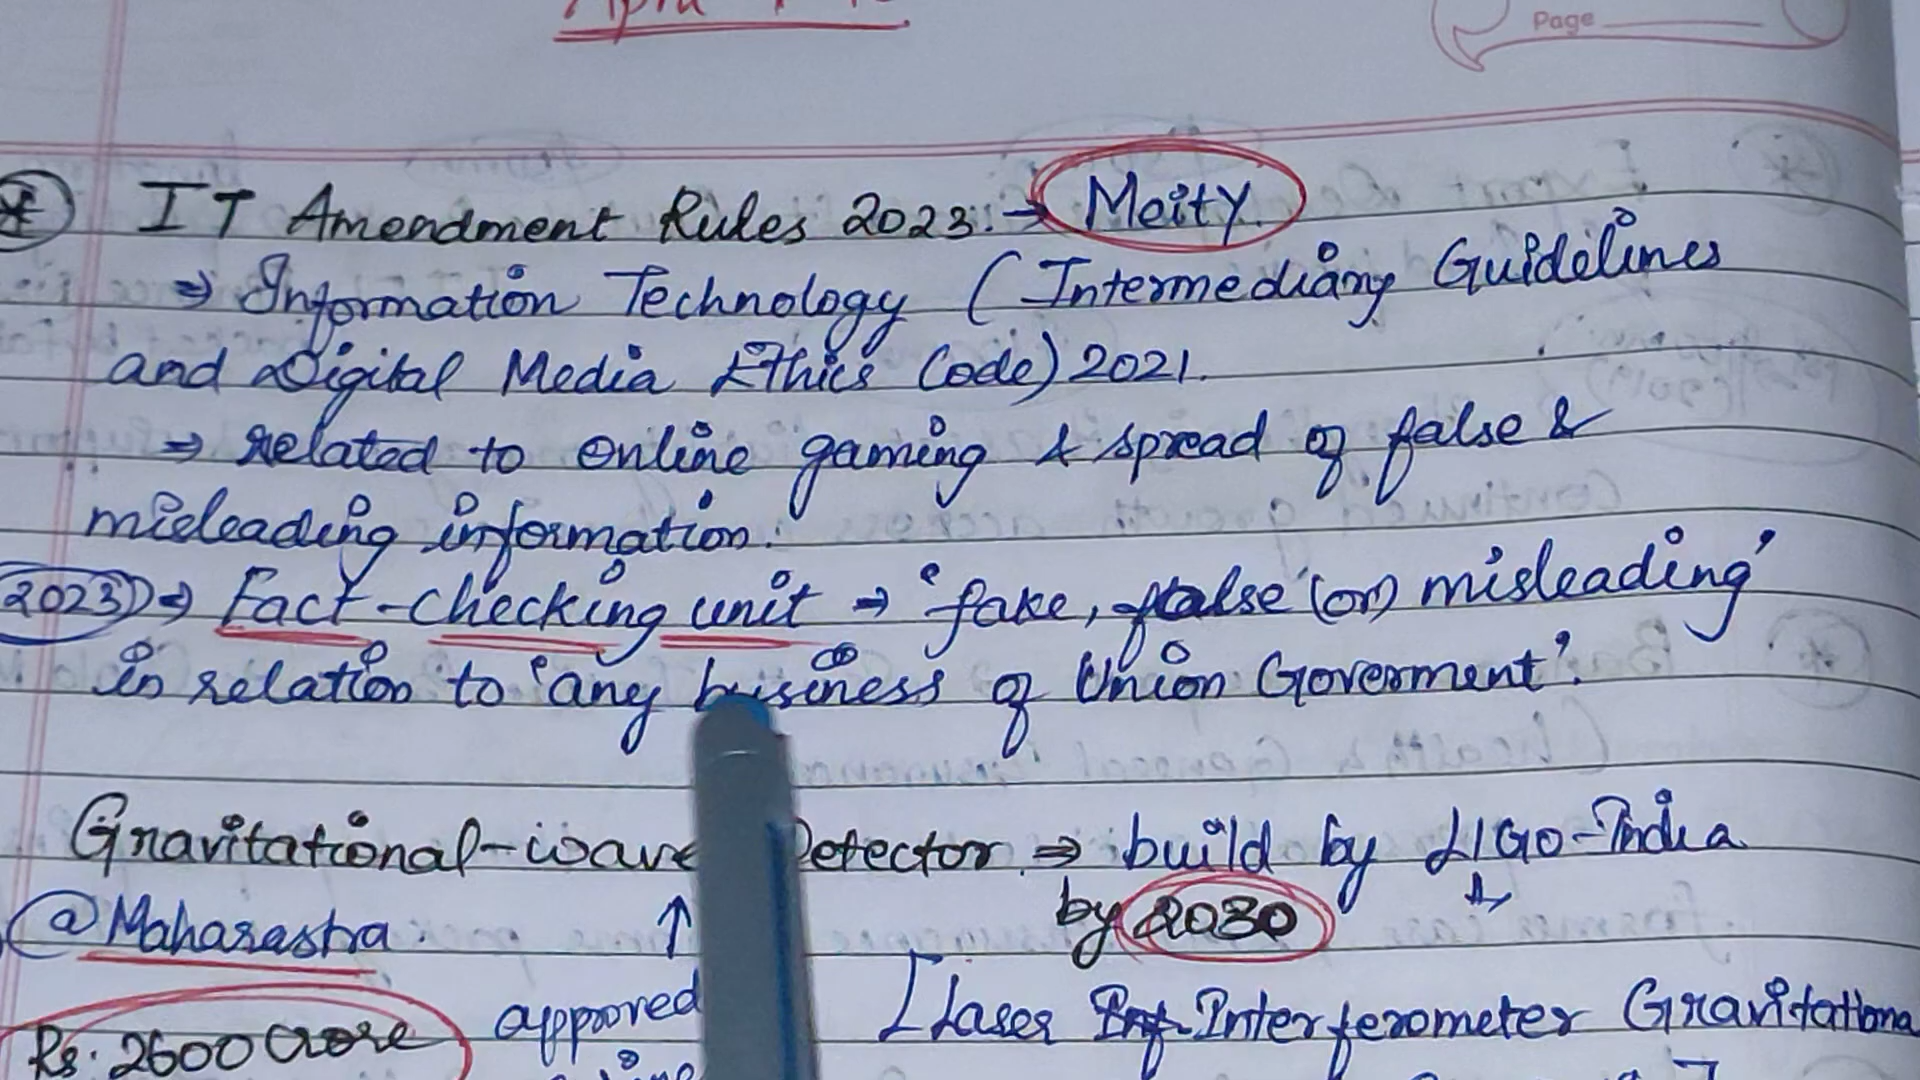 Page
IT Amendment Rules 2023: → Meity
⇒ Information Technology (Intermediary Guidelines
and Digital Media Ethics Code) 2021.
⇒ related to online gaming & spread of false &
misleading information.
2023 ⇒ Fact-checking unit → 'fake, false (or) misleading'
in relation to 'any business of Union Goverment'.
Gravitational-wave Detector ⇒ build by LIGO-India
@Maharastra. ↑ by 2030
Rs. 2600 Crore approved [Laser Interferometer Gravitationa